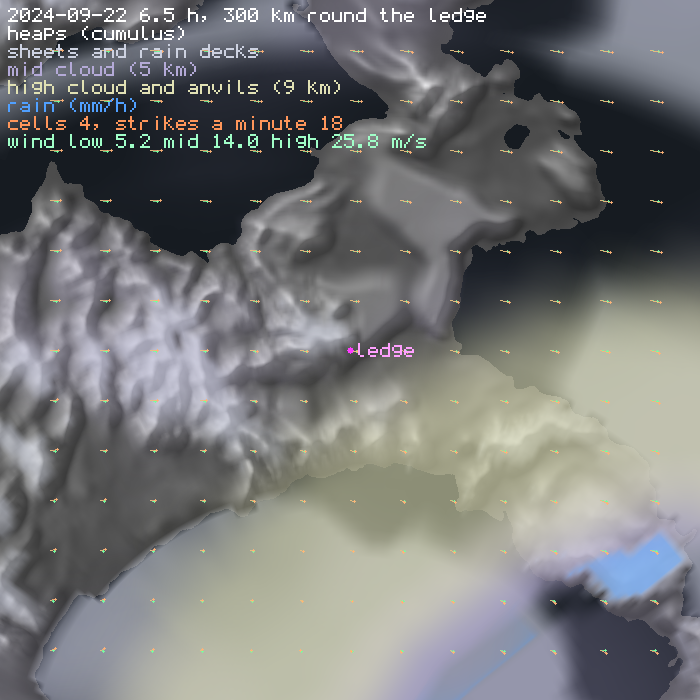 2024-09-22 6.5 h, 300 km round the ledge
heaps (cumulus)
sheets and rain decks
mid cloud (5 km)
high cloud and anvils (9 km)
rain (mm/h)
cells 4, strikes a minute 18
wind low 5.2 mid 14.0 high 25.8 m/s
ledge